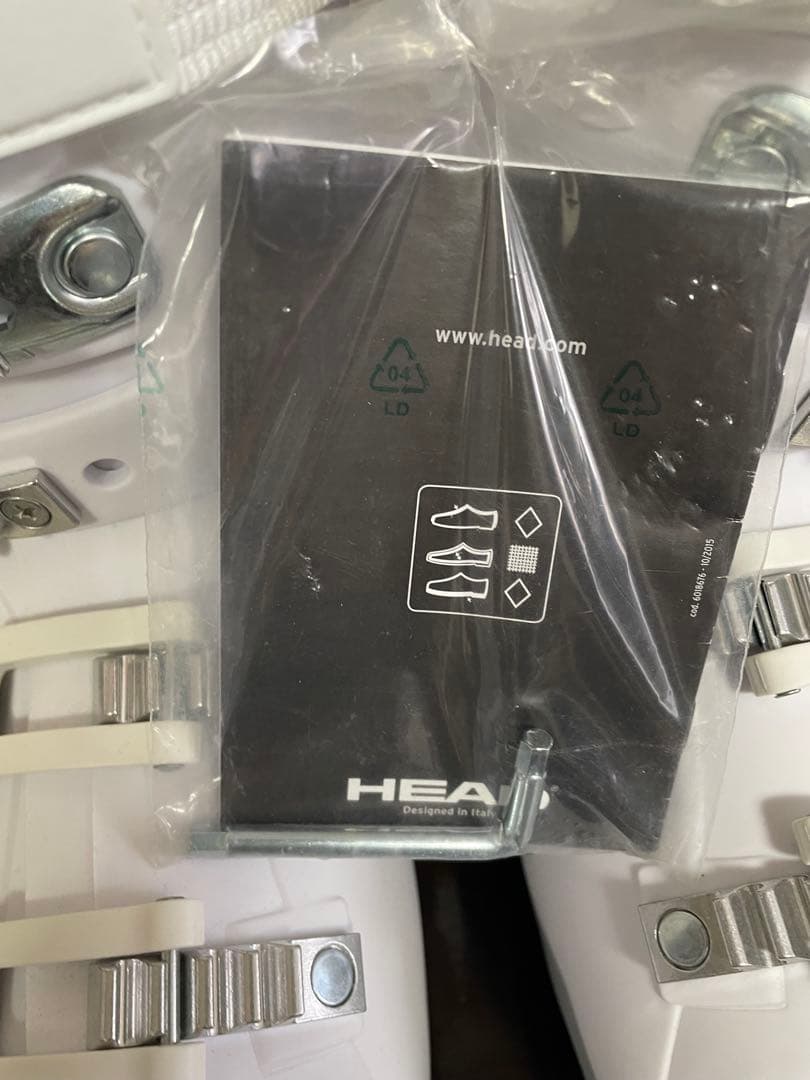 www.head.com
04
LD
04
LD
cod. 6018676 - 10/2015
HEAD
Designed in Italy